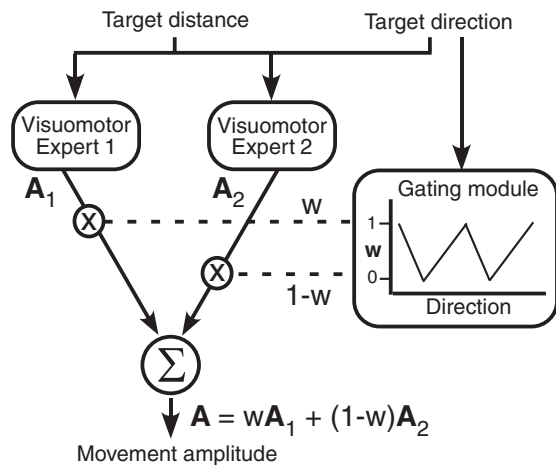 Target distance
Target direction
Visuomotor
Expert 1
Visuomotor
Expert 2
A1
A2
w
1-w
X
X
Gating module
1
w
0
Direction
Σ
A = wA1 + (1-w)A2
Movement amplitude